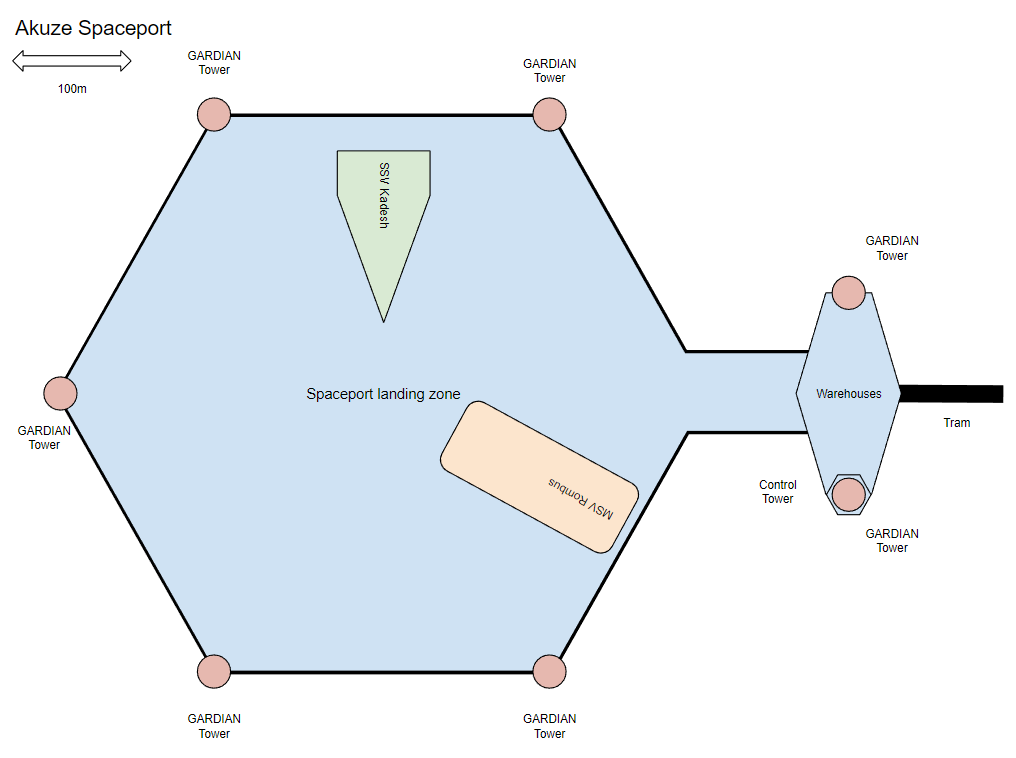 Akuze Spaceport
100m
GARDIAN
Tower
GARDIAN
Tower
SSV Kadesh
GARDIAN
Tower
Spaceport landing zone
Warehouses
Tram
GARDIAN
Tower
MSV Rombus
Control
Tower
GARDIAN
Tower
GARDIAN
Tower
GARDIAN
Tower